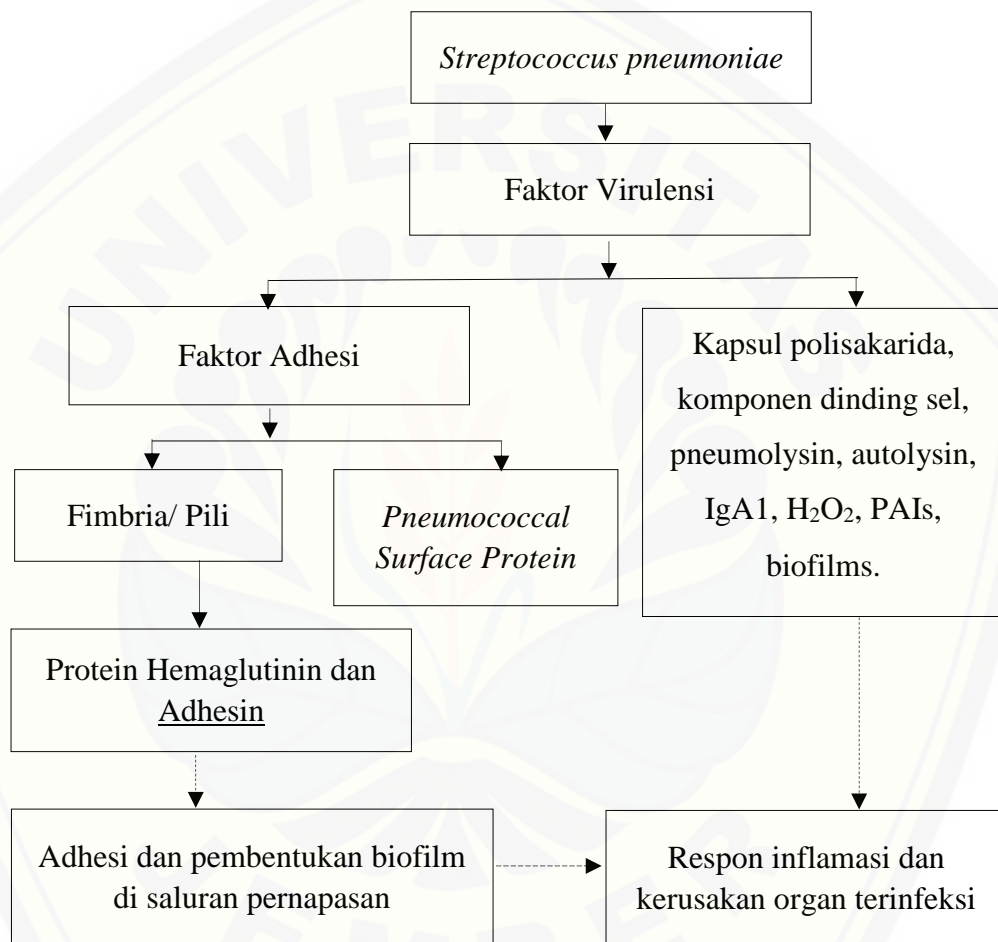 Streptococcus pneumoniae
Faktor Virulensi
Faktor Adhesi
Kapsul polisakarida,
komponen dinding sel,
pneumolysin, autolysin,
IgA1, H₂O₂, PAIs,
biofilms.
Fimbria/ Pili
Pneumococcal
Surface Protein
Protein Hemaglutinin dan
Adhesin
Adhesi dan pembentukan biofilm
di saluran pernapasan
Respon inflamasi dan
kerusakan organ terinfeksi
UNIVERSITAS